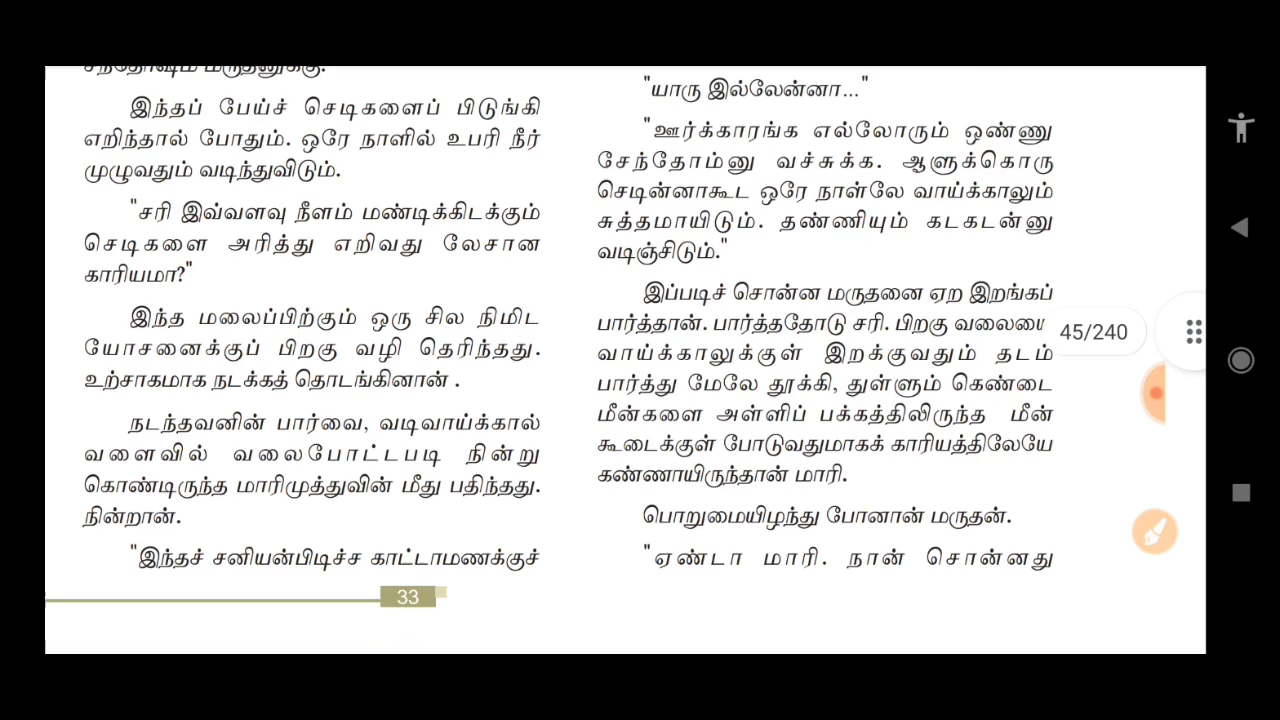 சந்தோஷம் மருதனுக்கு.
இந்தப் பேய்ச் செடிகளைப் பிடுங்கி
எறிந்தால் போதும். ஒரே நாளில் உபரி நீர்
முழுவதும் வடிந்துவிடும்.
"சரி இவ்வளவு நீளம் மண்டிக்கிடக்கும்
செடிகளை அரித்து எறிவது லேசான
காரியமா?"
இந்த மலைப்பிற்கும் ஒரு சில நிமிட
யோசனைக்குப் பிறகு வழி தெரிந்தது.
உற்சாகமாக நடக்கத் தொடங்கினான் .
நடந்தவனின் பார்வை, வடிவாய்க்கால்
வளைவில் வலைபோட்டபடி நின்று
கொண்டிருந்த மாரிமுத்துவின் மீது பதிந்தது.
நின்றான்.
"இந்தச் சனியன்பிடிச்ச காட்டாமணக்குச்
33
"யாரு இல்லேன்னா..."
"ஊர்க்காரங்க எல்லோரும் ஒண்ணு
சேந்தோம்னு வச்சுக்க. ஆளுக்கொரு
செடின்னாகூட ஒரே நாள்லே வாய்க்காலும்
சுத்தமாயிடும். தண்ணியும் கடகடன்னு
வடிஞ்சிடும்."
இப்படிச் சொன்ன மருதனை ஏற இறங்கப்
பார்த்தான். பார்த்ததோடு சரி. பிறகு வலையை
வாய்க்காலுக்குள் இறக்குவதும் தடம்
பார்த்து மேலே தூக்கி, துள்ளும் கெண்டை
மீன்களை அள்ளிப் பக்கத்திலிருந்த மீன்
கூடைக்குள் போடுவதுமாகக் காரியத்திலேயே
கண்ணாயிருந்தான் மாரி.
பொறுமையிழந்து போனான் மருதன்.
"ஏண்டா மாரி. நான் சொன்னது
45/240